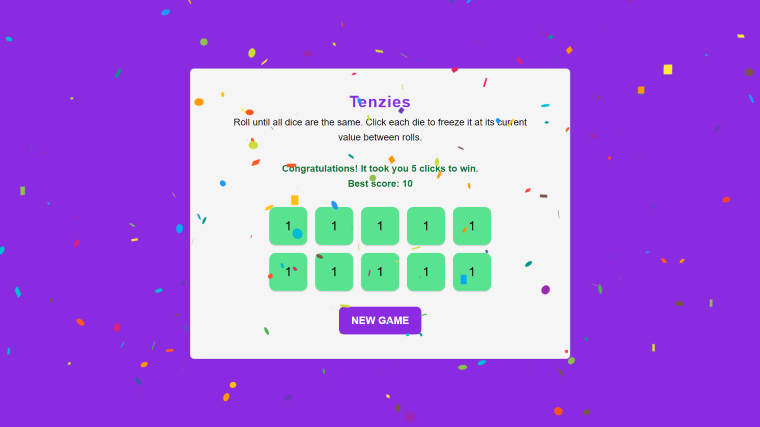 Tenzies
Roll until all dice are the same. Click each die to freeze it at its current
value between rolls.
Congratulations! It took you 5 clicks to win.
Best score: 10
1 1 1 1 1
1 1 1 1 1
NEW GAME